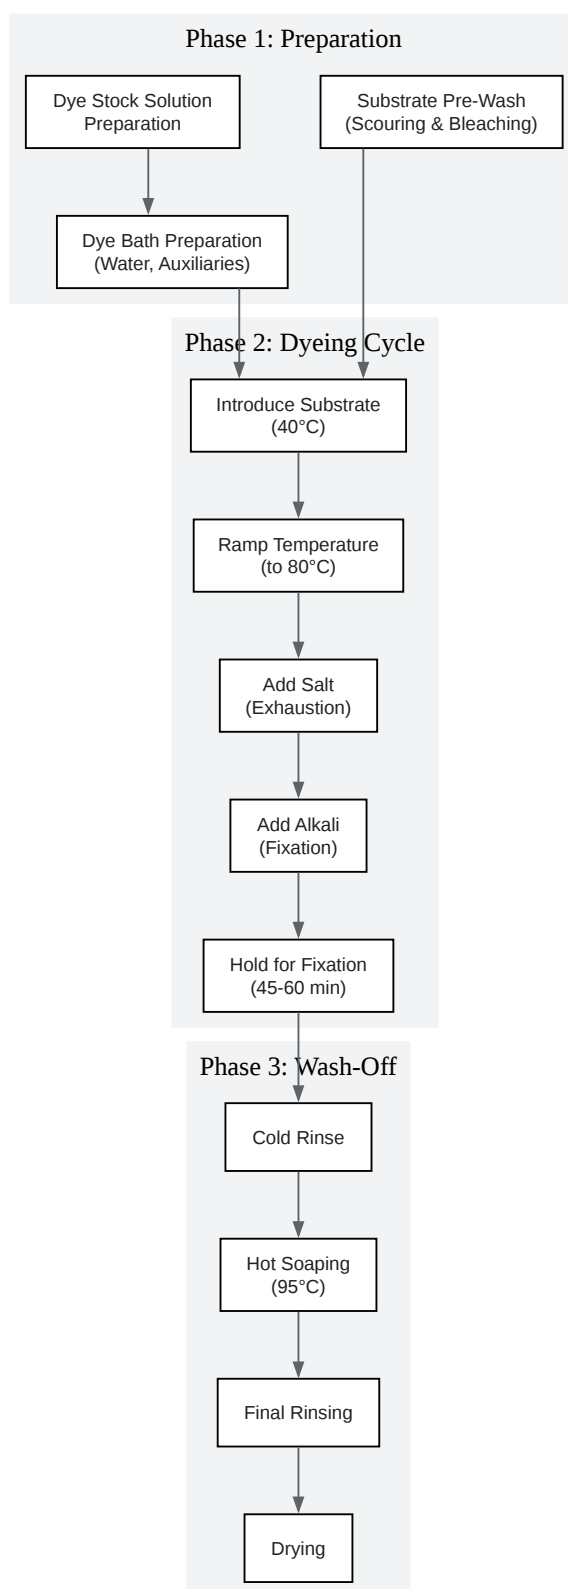 Phase 1: Preparation
Dye Stock Solution
Preparation
Substrate Pre-Wash
(Scouring & Bleaching)
Dye Bath Preparation
(Water, Auxiliaries)
Phase 2: Dyeing Cycle
Introduce Substrate
(40°C)
Ramp Temperature
(to 80°C)
Add Salt
(Exhaustion)
Add Alkali
(Fixation)
Hold for Fixation
(45-60 min)
Phase 3: Wash-Off
Cold Rinse
Hot Soaping
(95°C)
Final Rinsing
Drying